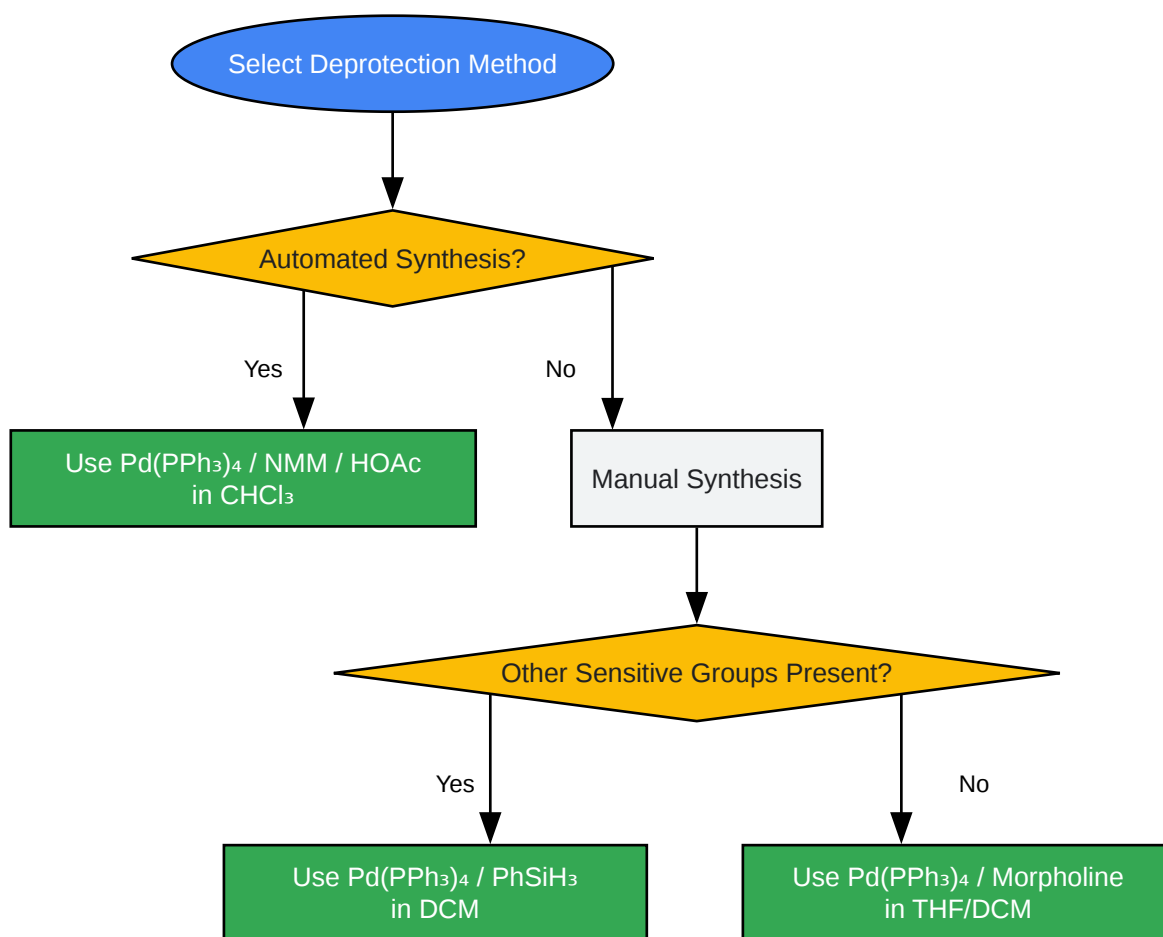 Select Deprotection Method
Automated Synthesis?
Yes
No
Use Pd(PPh₃)₄ / NMM / HOAc
in CHCl₃
Manual Synthesis
Other Sensitive Groups Present?
Yes
No
Use Pd(PPh₃)₄ / PhSiH₃
in DCM
Use Pd(PPh₃)₄ / Morpholine
in THF/DCM